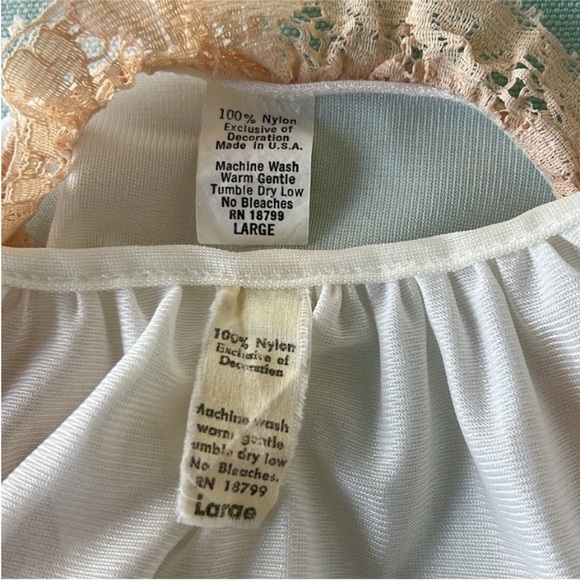 100% Nylon
Exclusive of
Decoration
Made in U.S.A.
Machine Wash
Warm Gentle
Tumble Dry Low
No Bleaches
RN 18799
LARGE
100% Nylon
Exclusive of
Decoration
Machine wash
warm gentle
umble dry low
No Bleaches.
RN 18799
Large